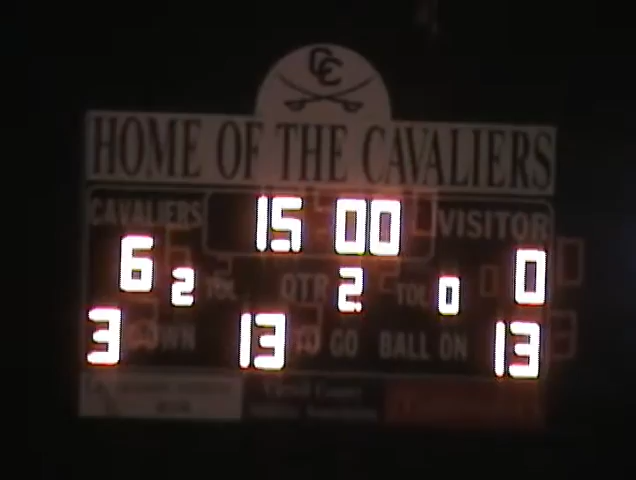 CC
HOME OF THE CAVALIERS
CAVALIERS 15 00 VISITOR
6 2 TOL QTR 2 TOL 0 0
3 DOWN 13 TO GO BALL ON 13